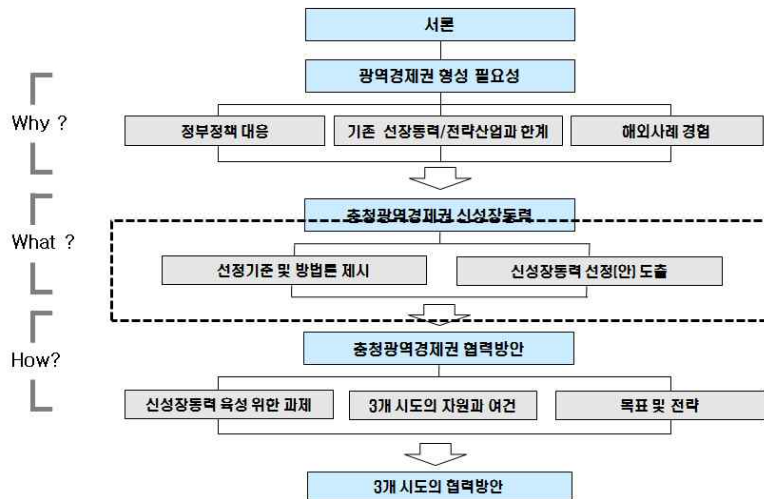 서론
광역경제권 형성 필요성
Why ?
정부정책 대응
기존 선장동력/전략산업과 한계
해외사례 경험
충청광역경제권 신성장동력
What ?
선정기준 및 방법론 제시
신성장동력 선정(안) 도출
충청광역경제권 협력방안
How?
신성장동력 육성 위한 과제
3개 시도의 자원과 여건
목표 및 전략
3개 시도의 협력방안